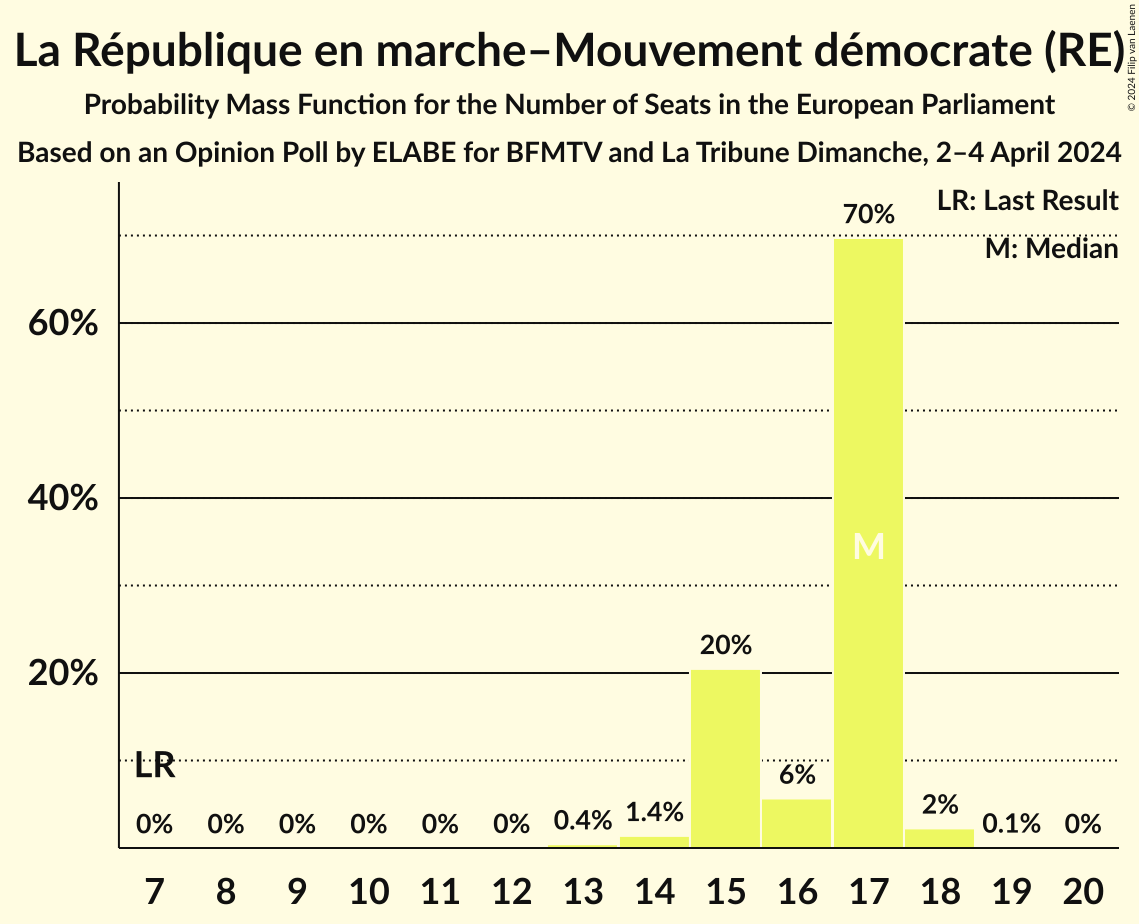 La République en marche–Mouvement démocrate (RE)
© 2024 Filip van Laenen
Probability Mass Function for the Number of Seats in the European Parliament
Based on an Opinion Poll by ELABE for BFMTV and La Tribune Dimanche, 2–4 April 2024
LR: Last Result
M: Median
70%
60%
40%
M
20%
20%
LR
6%
0% 0% 0% 0% 0% 0% 0.4% 1.4% 2% 0.1% 0%
7 8 9 10 11 12 13 14 15 16 17 18 19 20